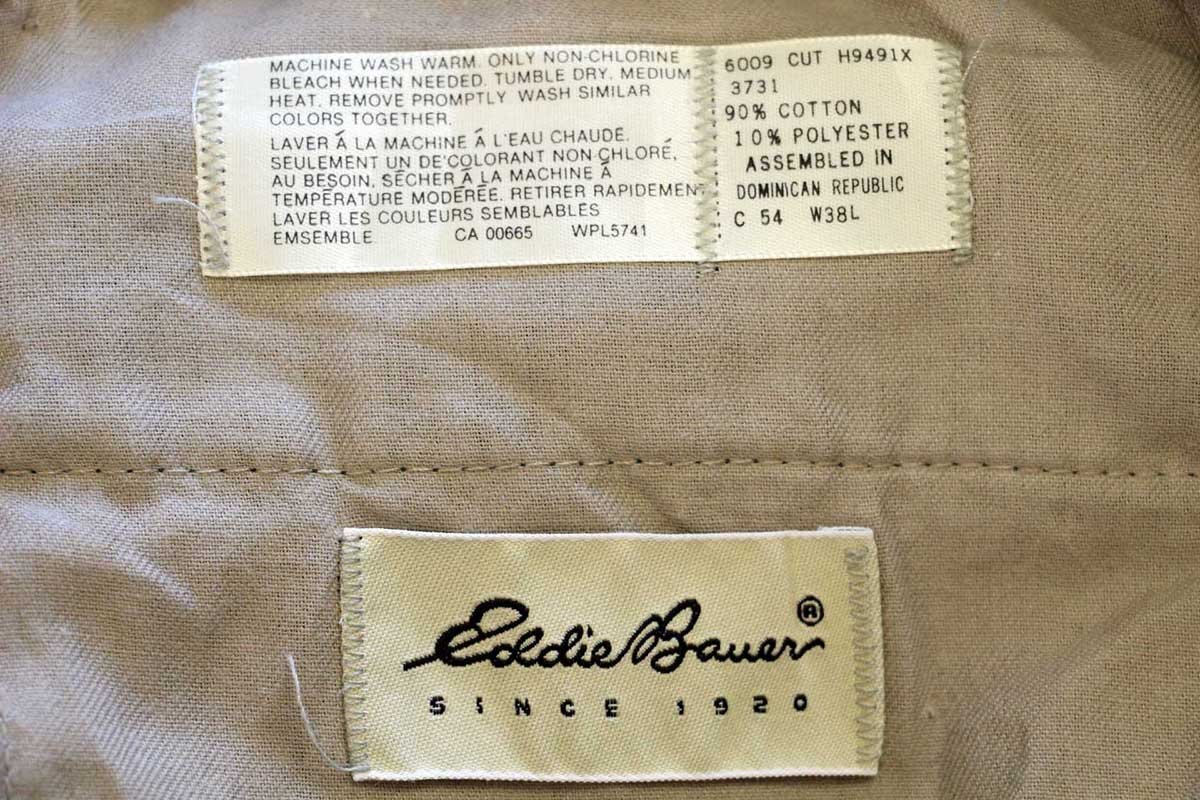 MACHINE WASH WARM. ONLY NON-CHLORINE
BLEACH WHEN NEEDED. TUMBLE DRY. MEDIUM
HEAT. REMOVE PROMPTLY WASH SIMILAR
COLORS TOGETHER.
LAVER Á LA MACHINE Á L'EAU CHAUDE.
SEULEMENT UN DE'COLORANT NON-CHLORÉ,
AU BESOIN, SÉCHER Á LA MACHINE Á
TEMPÉRATURE MODÉRÉE. RETIRER RAPIDEMENT
LAVER LES COULEURS SEMBLABLES
EMSEMBLE CA 00665 WPL5741
6009 CUT H9491X
3731
90% COTTON
10% POLYESTER
ASSEMBLED IN
DOMINICAN REPUBLIC
C 54 W38L
Eddie Bauer®
SINCE 1920